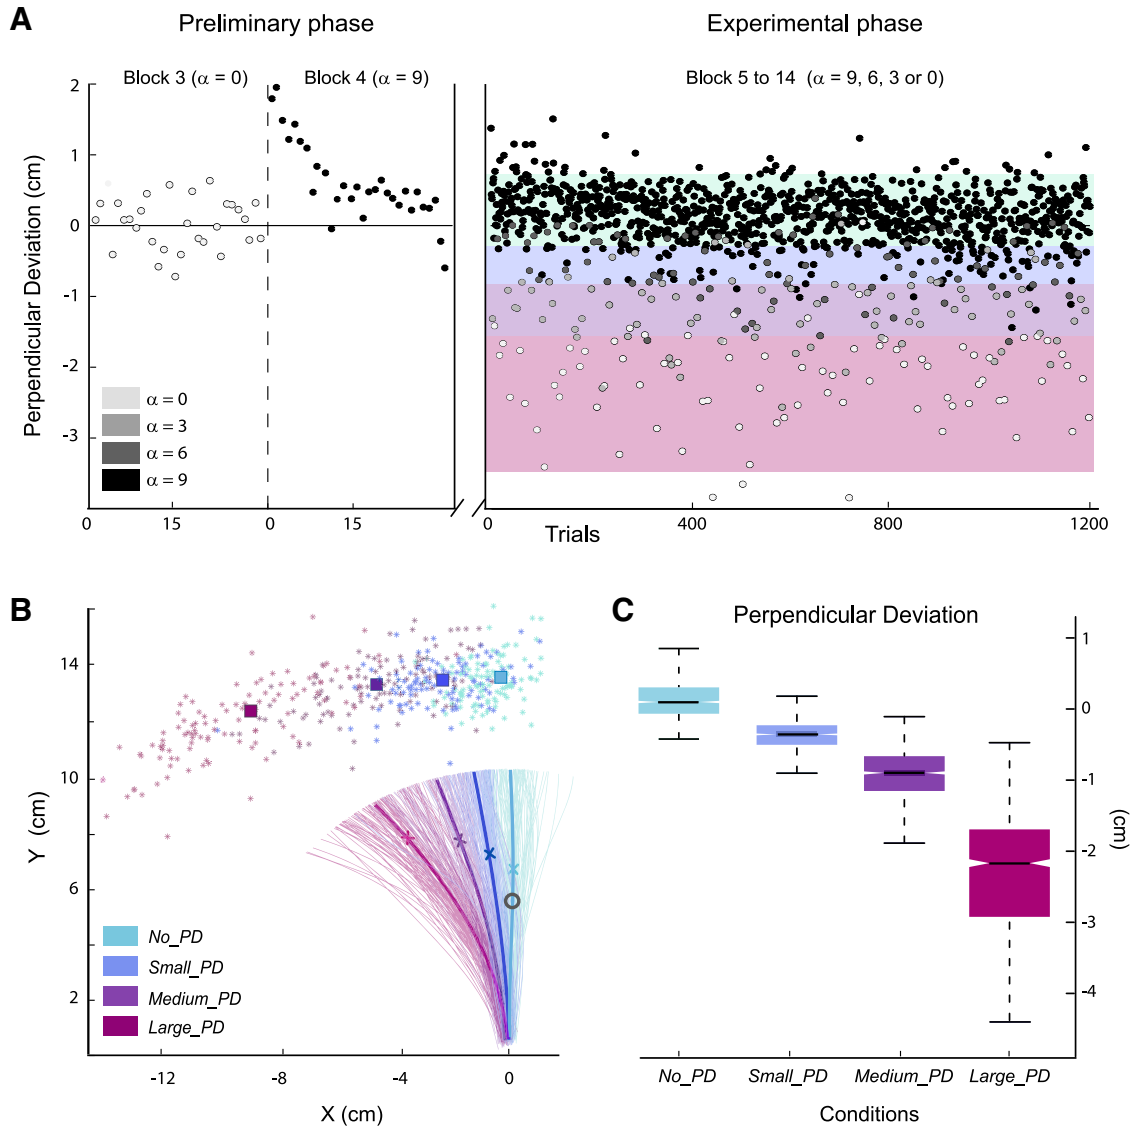 A
Preliminary phase
Experimental phase
Block 3 (α = 0)
Block 4 (α = 9)
Block 5 to 14 (α = 9, 6, 3 or 0)
Perpendicular Deviation (cm)
2
1
0
-1
-2
-3
α = 0
α = 3
α = 6
α = 9
0
15
0
15
0
400
800
1200
Trials
B
14
10
6
2
Y (cm)
No_PD
Small_PD
Medium_PD
Large_PD
-12
-8
-4
0
X (cm)
C
Perpendicular Deviation
1
0
-1
-2
-3
-4
(cm)
No_PD
Small_PD
Medium_PD
Large_PD
Conditions